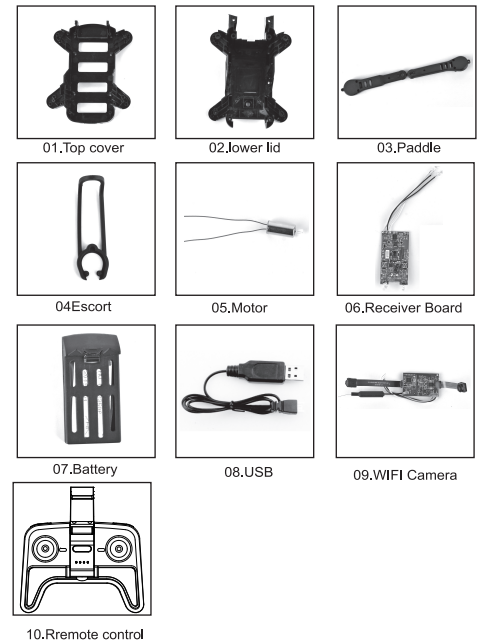 01.Top cover
02.lower lid
03.Paddle
04Escort
05.Motor
06.Receiver Board
07.Battery
08.USB
09.WIFI Camera
10.Rremote control